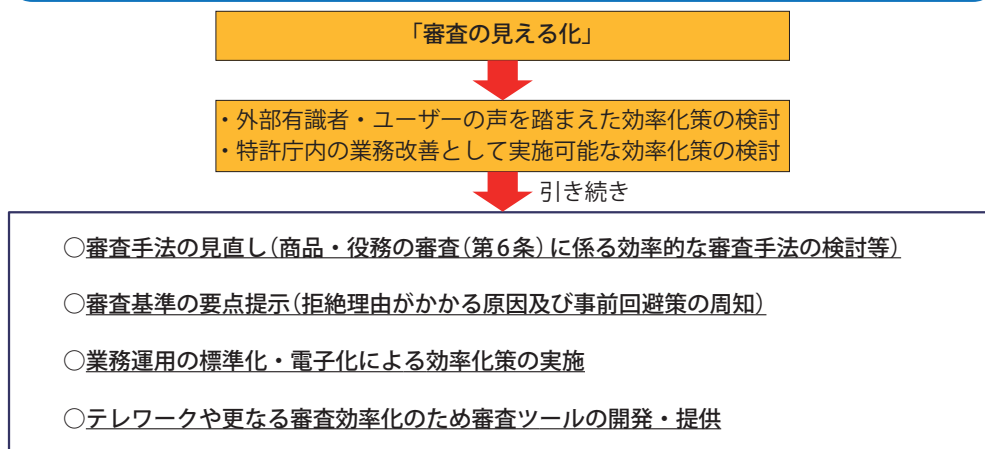 「審査の見える化」
・外部有識者・ユーザーの声を踏まえた効率化策の検討
・特許庁内の業務改善として実施可能な効率化策の検討
引き続き
○審査手法の見直し(商品・役務の審査(第6条)に係る効率的な審査手法の検討等)
○審査基準の要点提示(拒絶理由がかかる原因及び事前回避策の周知)
○業務運用の標準化・電子化による効率化策の実施
○テレワークや更なる審査効率化のため審査ツールの開発・提供